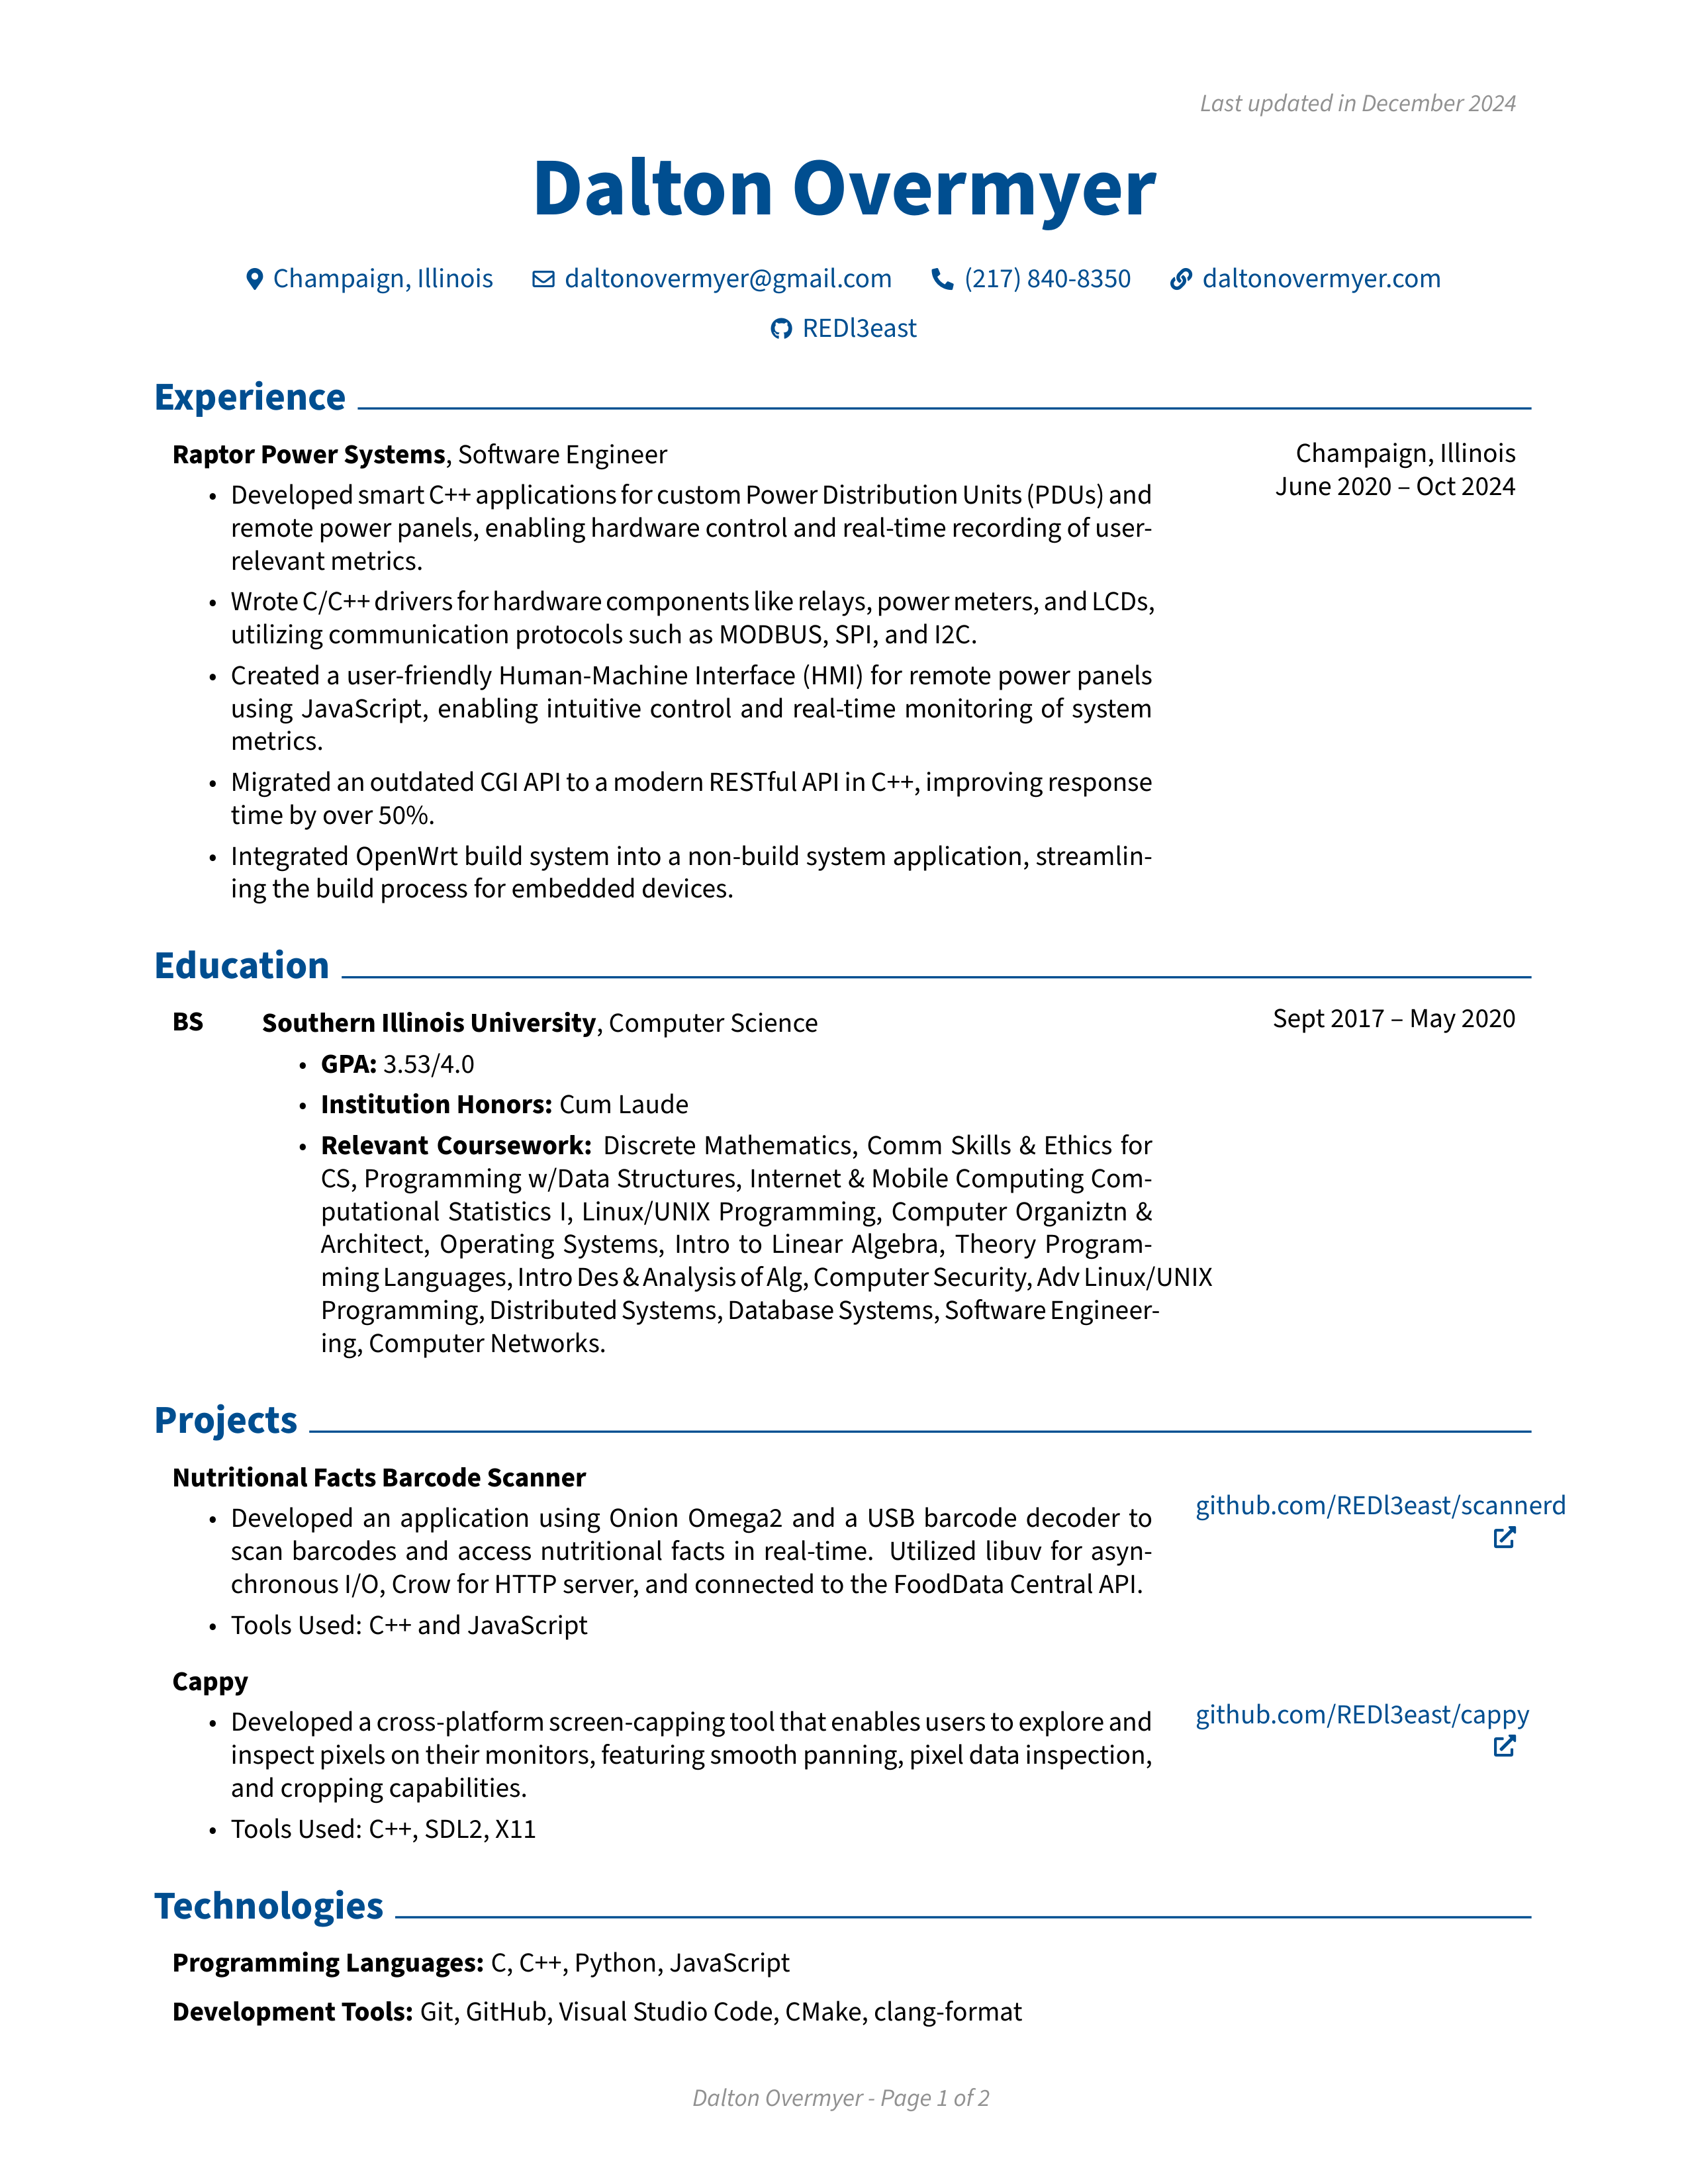 Last updated in December 2024
Dalton Overmyer
Champaign, Illinois daltonovermyer@gmail.com (217) 840-8350 daltonovermyer.com
REDl3east
Experience
Raptor Power Systems, Software Engineer
Champaign, Illinois
June 2020 – Oct 2024
• Developed smart C++ applications for custom Power Distribution Units (PDUs) and
remote power panels, enabling hardware control and real-time recording of user-
relevant metrics.
• Wrote C/C++ drivers for hardware components like relays, power meters, and LCDs,
utilizing communication protocols such as MODBUS, SPI, and I2C.
• Created a user-friendly Human-Machine Interface (HMI) for remote power panels
using JavaScript, enabling intuitive control and real-time monitoring of system
metrics.
• Migrated an outdated CGI API to a modern RESTful API in C++, improving response
time by over 50%.
• Integrated OpenWrt build system into a non-build system application, streamlin-
ing the build process for embedded devices.
Education
BS Southern Illinois University, Computer Science
Sept 2017 – May 2020
• GPA: 3.53/4.0
• Institution Honors: Cum Laude
• Relevant Coursework: Discrete Mathematics, Comm Skills & Ethics for
CS, Programming w/Data Structures, Internet & Mobile Computing Com-
putational Statistics I, Linux/UNIX Programming, Computer Organiztn &
Architect, Operating Systems, Intro to Linear Algebra, Theory Program-
ming Languages, Intro Des & Analysis of Alg, Computer Security, Adv Linux/UNIX
Programming, Distributed Systems, Database Systems, Software Engineer-
ing, Computer Networks.
Projects
Nutritional Facts Barcode Scanner
github.com/REDl3east/scannerd
• Developed an application using Onion Omega2 and a USB barcode decoder to
scan barcodes and access nutritional facts in real-time. Utilized libuv for asyn-
chronous I/O, Crow for HTTP server, and connected to the FoodData Central API.
• Tools Used: C++ and JavaScript
Cappy
github.com/REDl3east/cappy
• Developed a cross-platform screen-capping tool that enables users to explore and
inspect pixels on their monitors, featuring smooth panning, pixel data inspection,
and cropping capabilities.
• Tools Used: C++, SDL2, X11
Technologies
Programming Languages: C, C++, Python, JavaScript
Development Tools: Git, GitHub, Visual Studio Code, CMake, clang-format
Dalton Overmyer - Page 1 of 2